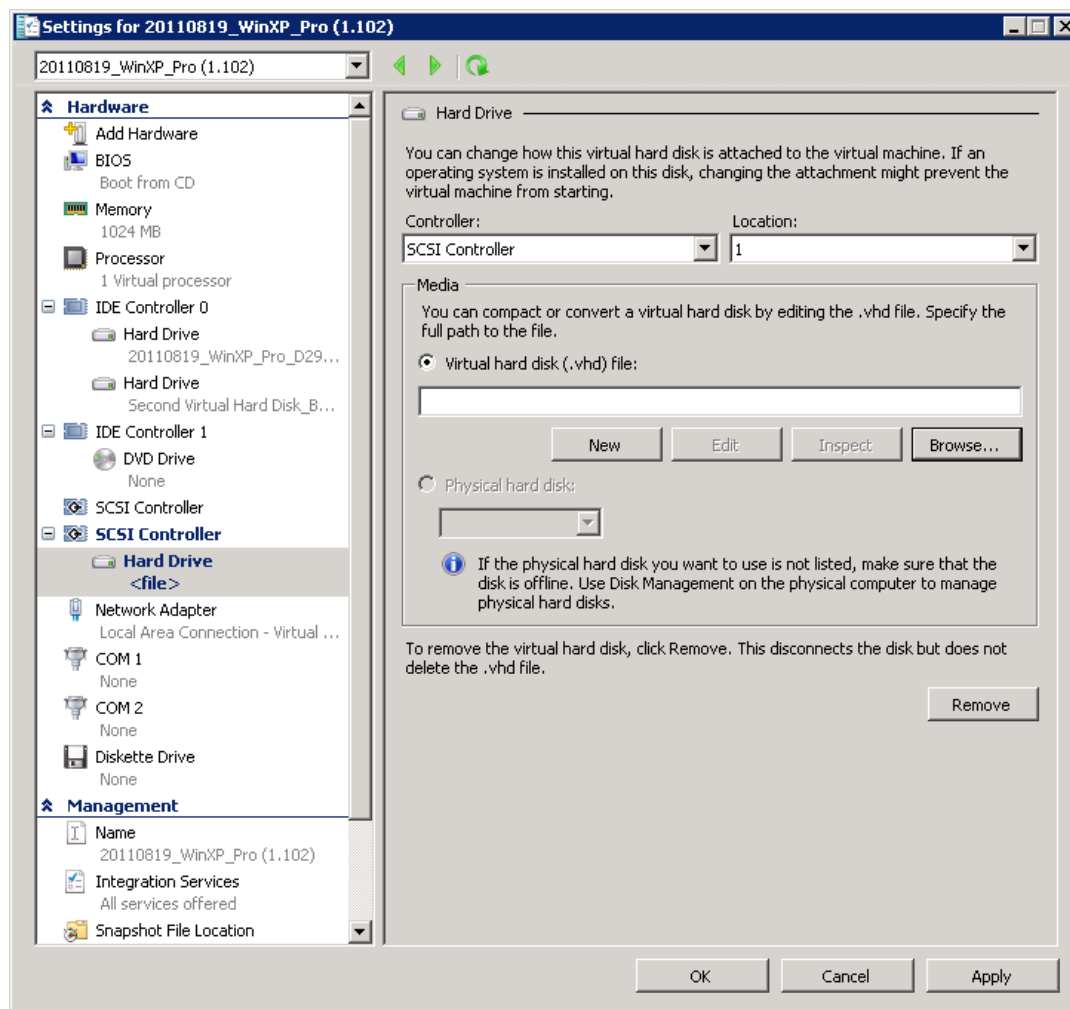 Settings for 20110819_WinXP_Pro (1.102)
20110819_WinXP_Pro (1.102)
Hardware
Add Hardware
BIOS
Boot from CD
Memory
1024 MB
Processor
1 Virtual processor
IDE Controller 0
Hard Drive
20110819_WinXP_Pro_D29...
Hard Drive
Second Virtual Hard Disk_B...
IDE Controller 1
DVD Drive
None
SCSI Controller
SCSI Controller
Hard Drive
<file>
Network Adapter
Local Area Connection - Virtual ...
COM 1
None
COM 2
None
Diskette Drive
None
Management
Name
20110819_WinXP_Pro (1.102)
Integration Services
All services offered
Snapshot File Location
Hard Drive
You can change how this virtual hard disk is attached to the virtual machine. If an
operating system is installed on this disk, changing the attachment might prevent the
virtual machine from starting.
Controller:
Location:
SCSI Controller
1
Media
You can compact or convert a virtual hard disk by editing the .vhd file. Specify the
full path to the file.
Virtual hard disk (.vhd) file:
New
Edit
Inspect
Browse...
Physical hard disk:
If the physical hard disk you want to use is not listed, make sure that the
disk is offline. Use Disk Management on the physical computer to manage
physical hard disks.
To remove the virtual hard disk, click Remove. This disconnects the disk but does not
delete the .vhd file.
Remove
OK
Cancel
Apply